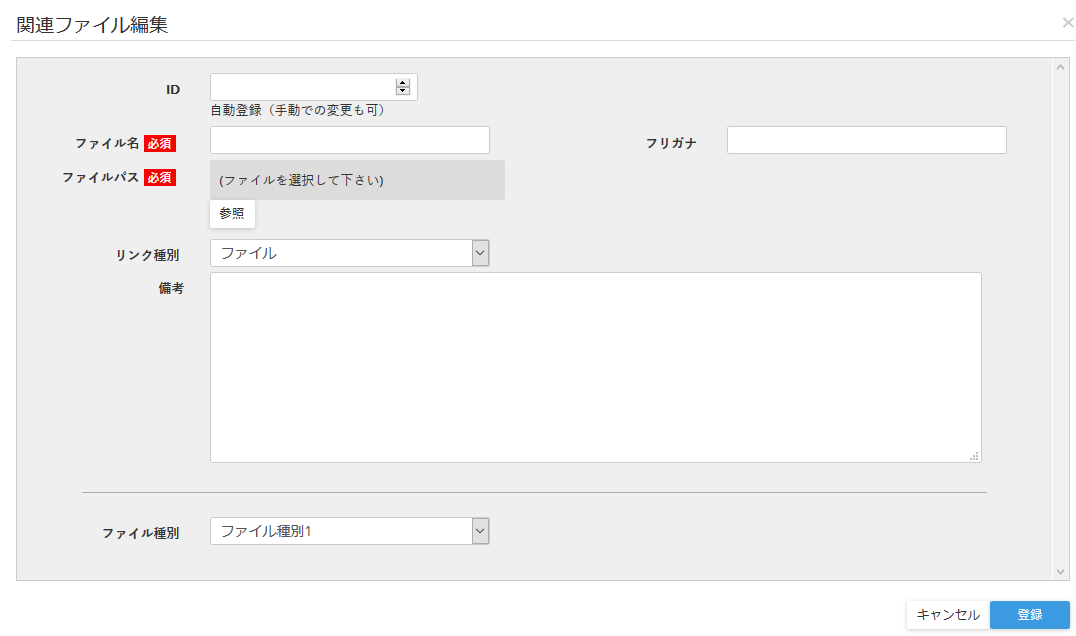 関連ファイル編集
ID
自動登録（手動での変更も可）
ファイル名 必須
フリガナ
ファイルパス 必須
(ファイルを選択して下さい)
参照
リンク種別
ファイル
備考
ファイル種別
ファイル種別1
キャンセル
登録